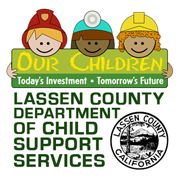 OUR CHILDREN
Today's Investment • Tomorrow's Future
LASSEN COUNTY
DEPARTMENT
OF CHILD
SUPPORT
SERVICES
LASSEN COUNTY
CALIFORNIA